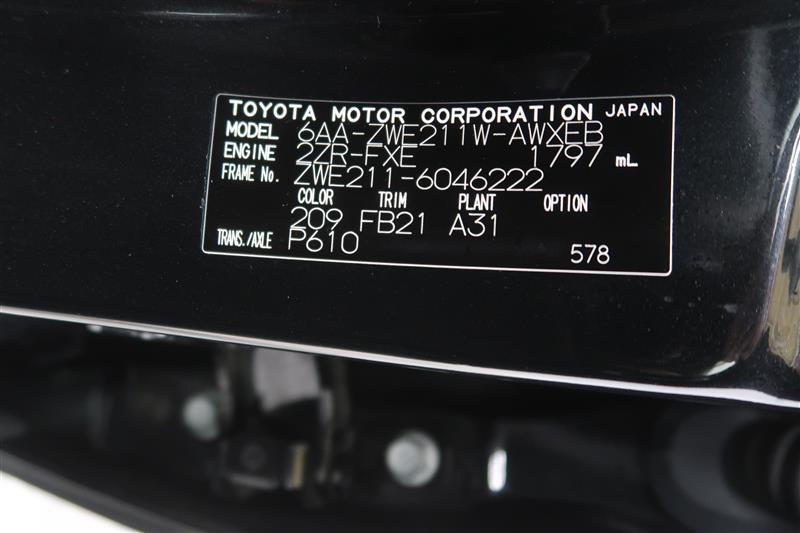 TOYOTA MOTOR CORPORATION JAPAN
MODEL 6AA-ZWE211W-AWXEB
ENGINE 2ZR-FXE 1797 mL
FRAME No. ZWE211-6046222
COLOR TRIM PLANT OPTION
209 FB21 A31
TRANS./AXLE P610 578